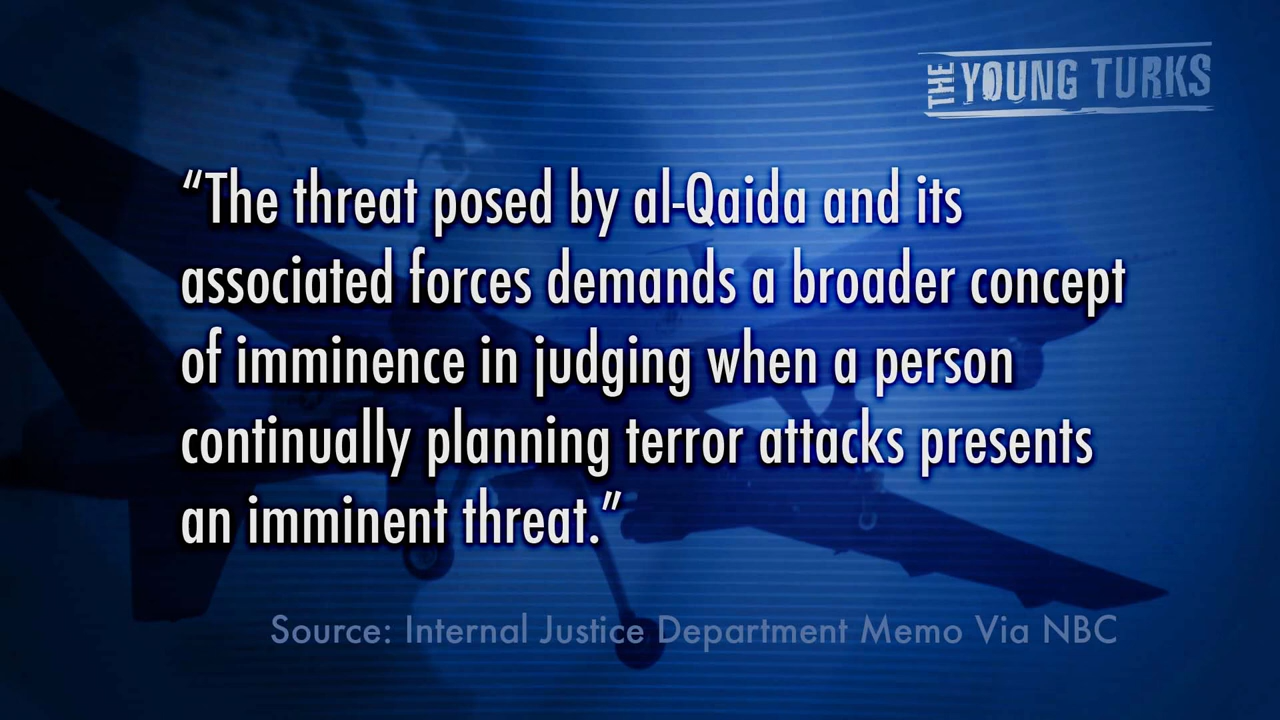 THE YOUNG TURKS
“The threat posed by al-Qaida and its
associated forces demands a broader concept
of imminence in judging when a person
continually planning terror attacks presents
an imminent threat.”
Source: Internal Justice Department Memo Via NBC